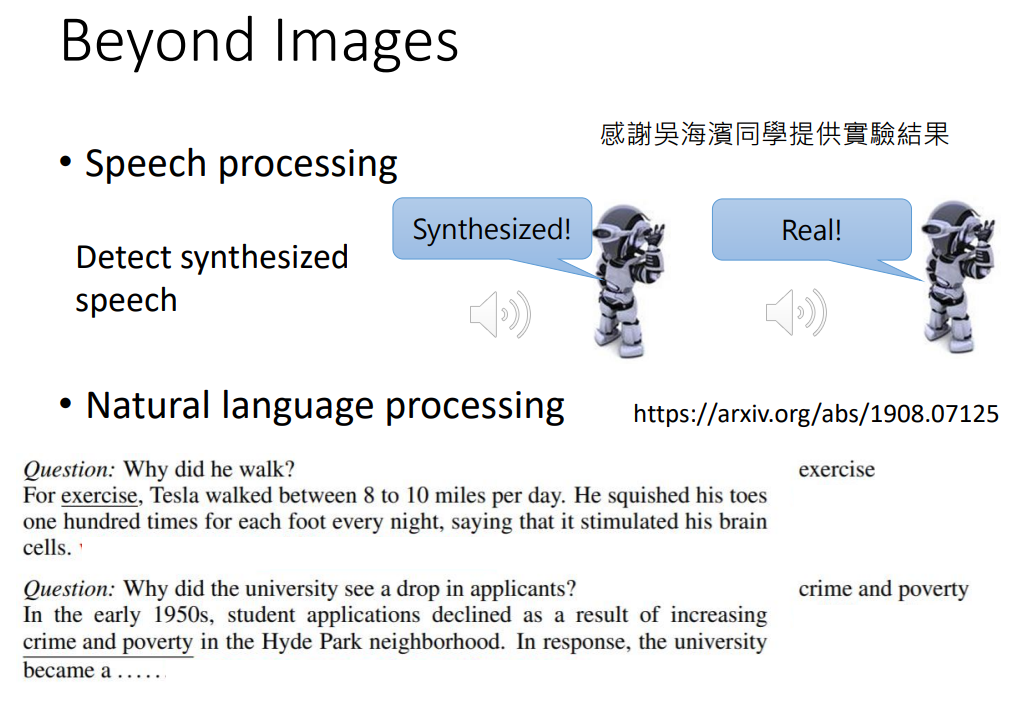 Beyond Images
感謝吳海濱同學提供實驗結果
• Speech processing
Synthesized!
Real!
Detect synthesized
speech
• Natural language processing
https://arxiv.org/abs/1908.07125
Question: Why did he walk?
exercise
For exercise, Tesla walked between 8 to 10 miles per day. He squished his toes
one hundred times for each foot every night, saying that it stimulated his brain
cells.
Question: Why did the university see a drop in applicants?
crime and poverty
In the early 1950s, student applications declined as a result of increasing
crime and poverty in the Hyde Park neighborhood. In response, the university
became a ......